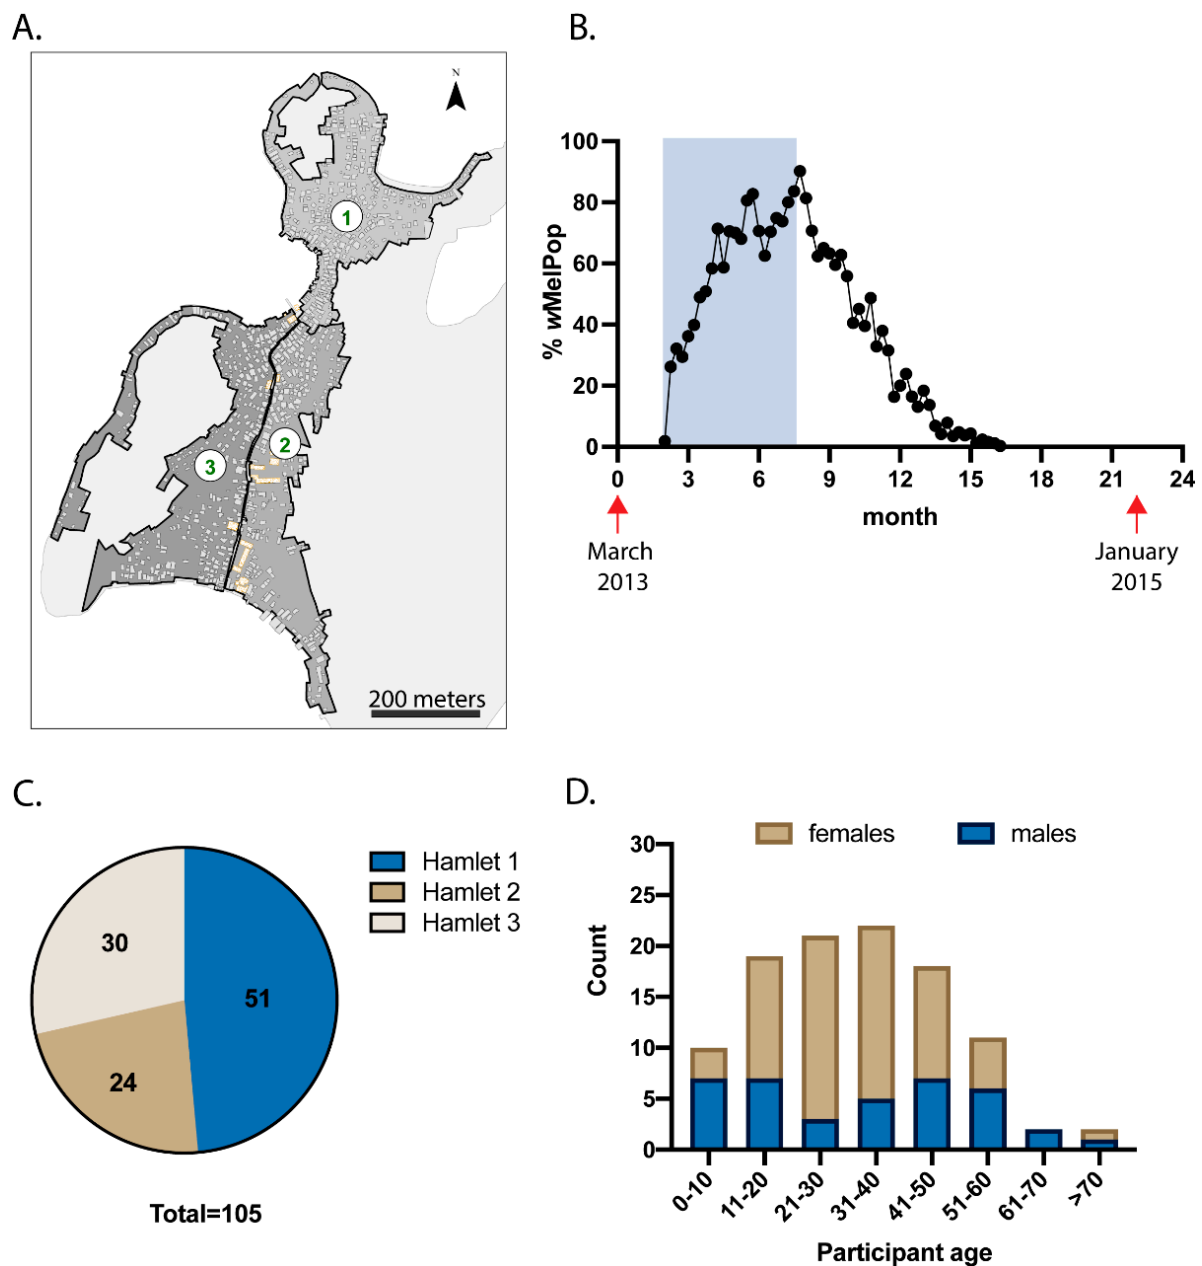 A.
N
1
2
3
200 meters
B.
% wMelPop
100
80
60
40
20
0
0 3 6 9 12 15 18 21 24
month
March
2013
January
2015
C.
30
51
24
Hamlet 1
Hamlet 2
Hamlet 3
Total=105
D.
females males
Count
30
25
20
15
10
5
0
0-10 11-20 21-30 31-40 41-50 51-60 61-70 >70
Participant age